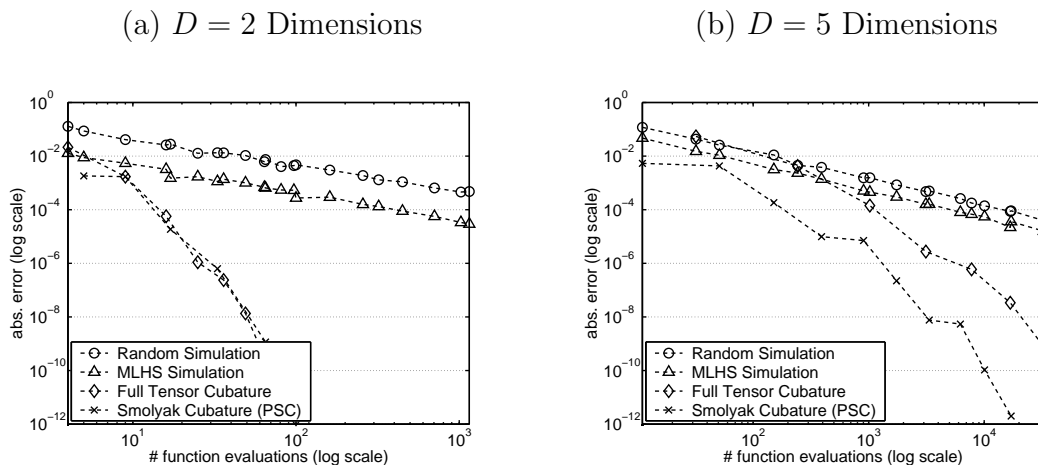 (a) D = 2 Dimensions
abs. error (log scale)
10^0
10^−2
10^−4
10^−6
10^−8
10^−10
10^−12
Random Simulation
MLHS Simulation
Full Tensor Cubature
Smolyak Cubature (PSC)
10^1 10^2 10^3
# function evaluations (log scale)
(b) D = 5 Dimensions
abs. error (log scale)
10^0
10^−2
10^−4
10^−6
10^−8
10^−10
10^−12
Random Simulation
MLHS Simulation
Full Tensor Cubature
Smolyak Cubature (PSC)
10^2 10^3 10^4
# function evaluations (log scale)